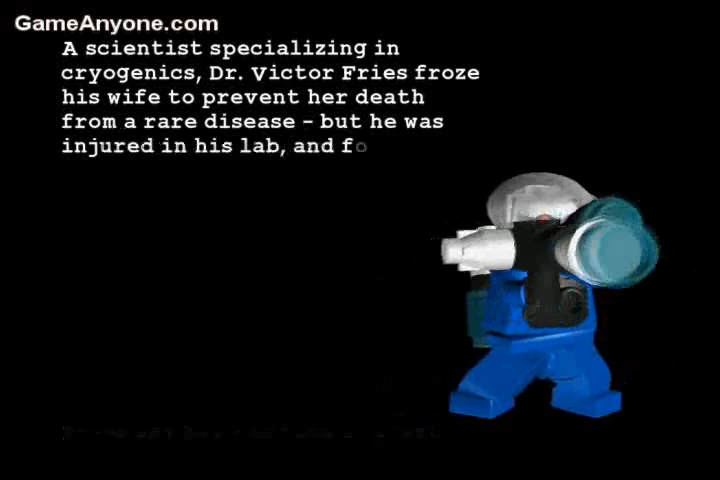 GameAnyone.com
A scientist specializing in
cryogenics, Dr. Victor Fries froze
his wife to prevent her death
from a rare disease - but he was
injured in his lab, and fo